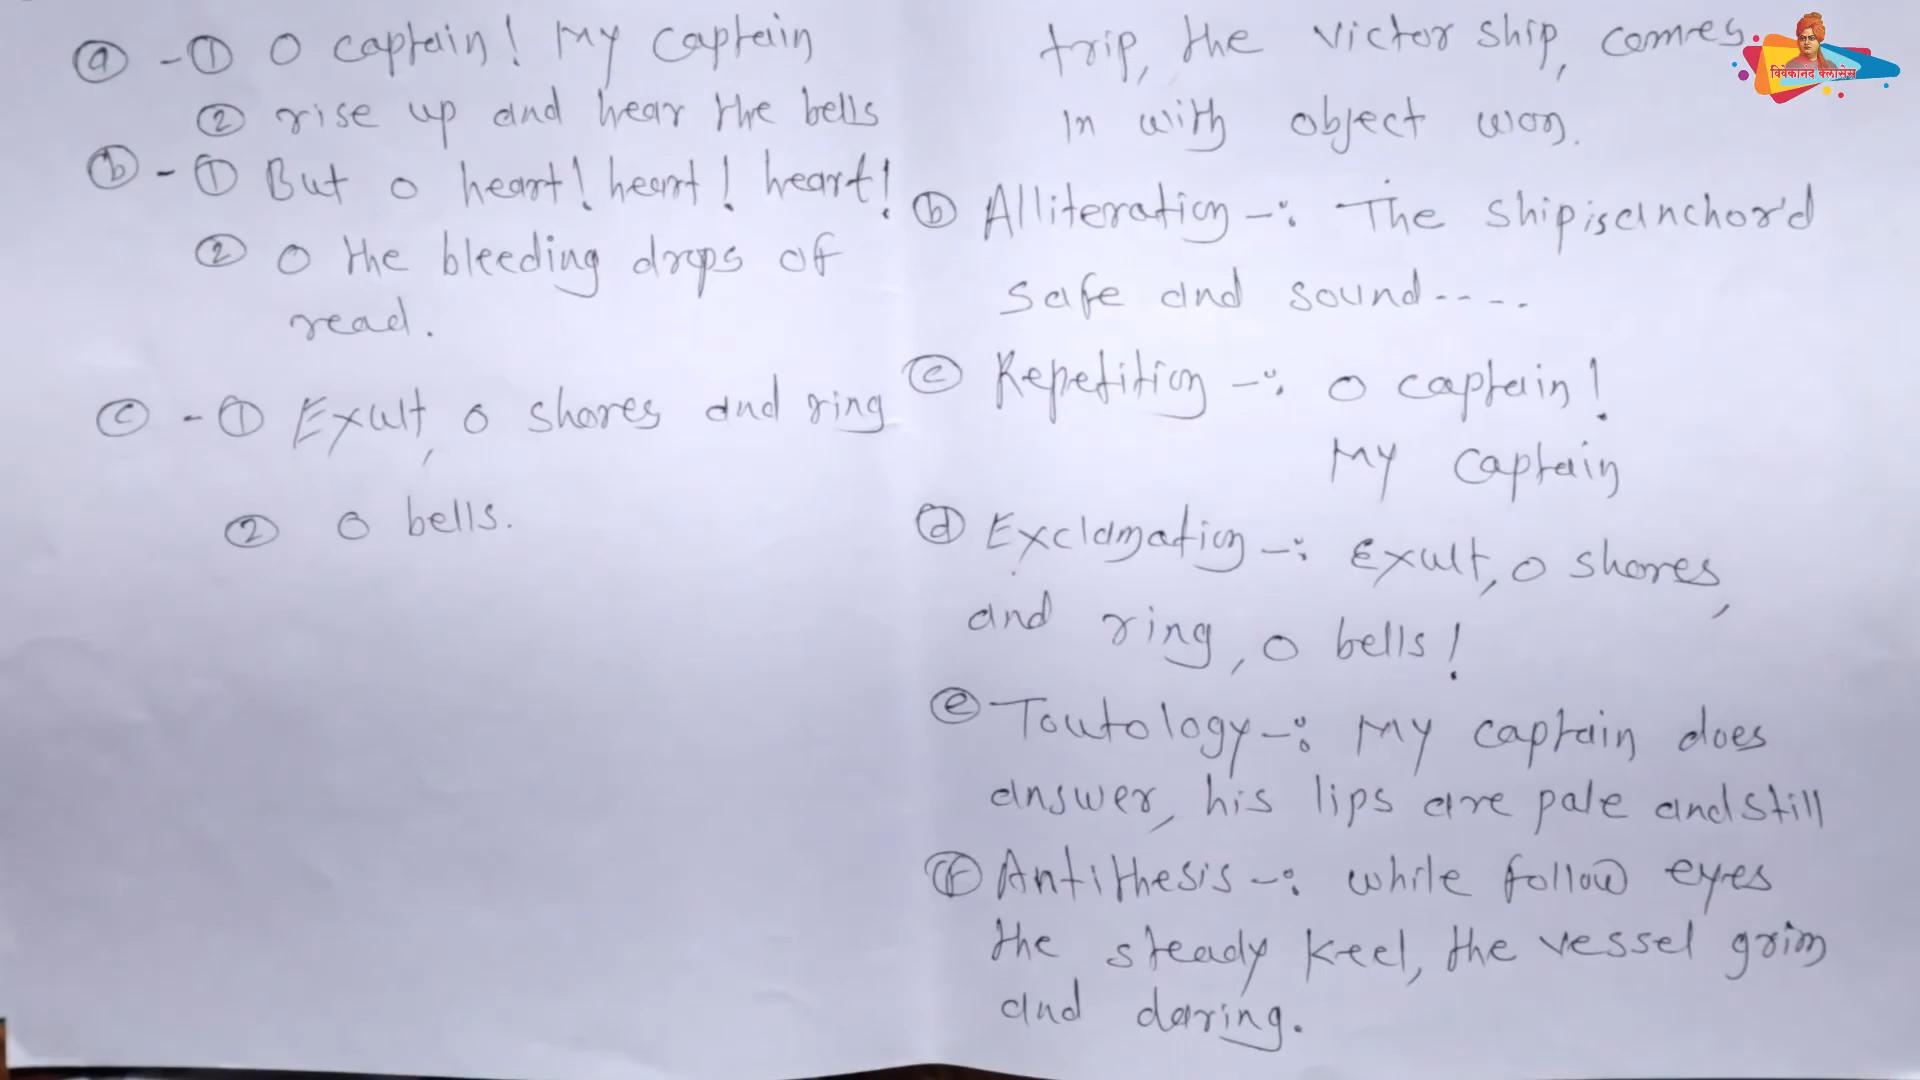 a - 1 O captain! My captain
2 rise up and hear the bells
b - 1 But o heart! heart! heart!
2 O the bleeding drops of
read.
c - 1 Exult, o shores and ring
2 O bells.
trip, the victor ship, comes
in with object won.
b Alliteration -: The ship is anchor'd
safe and sound----.
c Repetition -: O captain!
My captain
d Exclamation -: Exult, o shores,
and ring, o bells!
e Toutology -: My captain does
answer, his lips are pale and still
f Antithesis -: while follow eyes
the steady keel, the vessel grim
and daring.
विवेकानंद क्लासेस